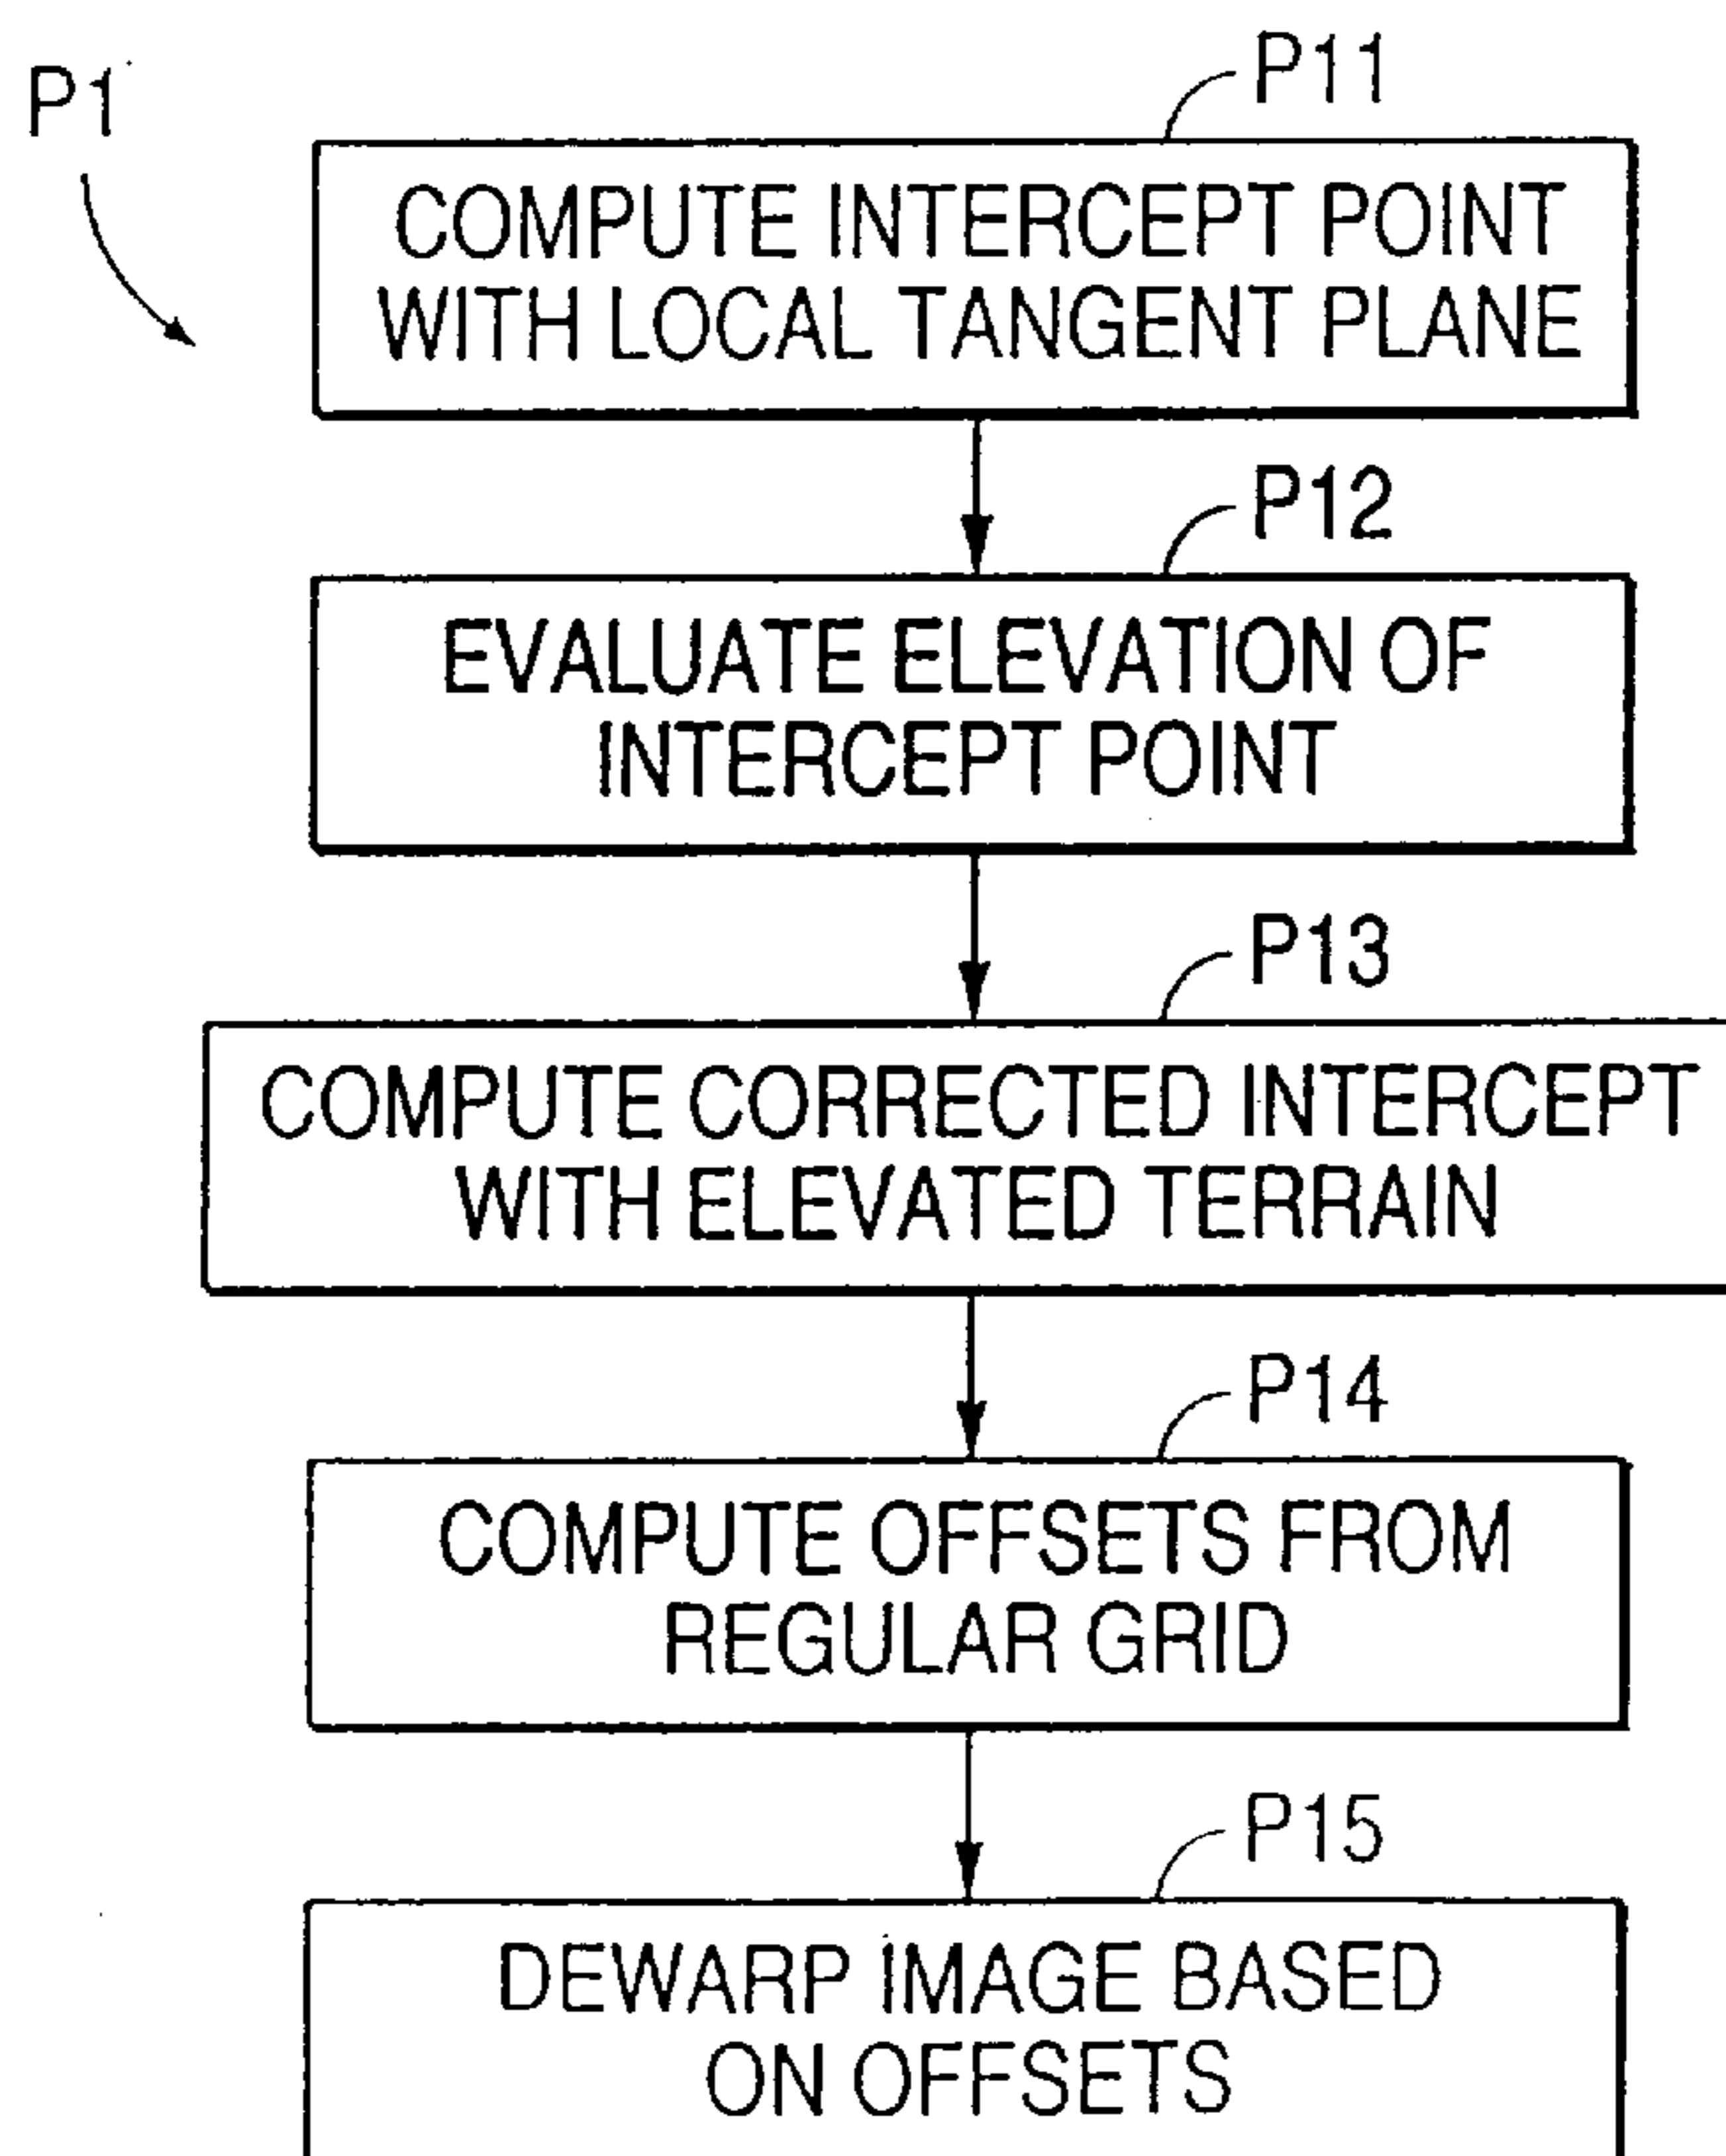 P1
P11
COMPUTE INTERCEPT POINT
WITH LOCAL TANGENT PLANE
P12
EVALUATE ELEVATION OF
INTERCEPT POINT
P13
COMPUTE CORRECTED INTERCEPT
WITH ELEVATED TERRAIN
P14
COMPUTE OFFSETS FROM
REGULAR GRID
P15
DEWARP IMAGE BASED
ON OFFSETS